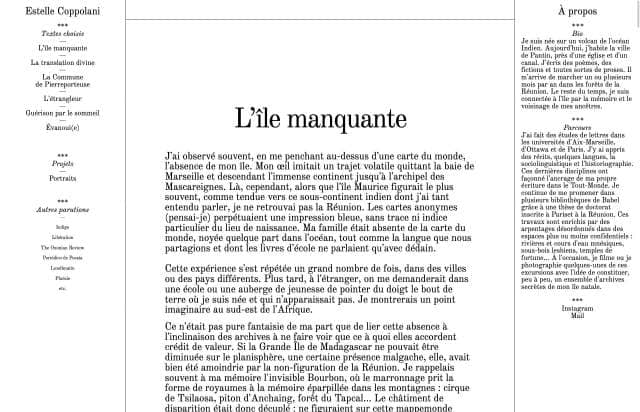 Estelle Coppolani
***
Textes choisis
—
L'île manquante
—
La translation divine
—
La Commune
de Pierreporteuse
—
L'étrangleur
—
Guérison par le sommeil
—
Évanoui(e)
***
Projets
—
Portraits
***
Autres parutions
—
Indigo
Libération
The Onirian Review
Periódico de Poesía
Lundimatin
Plaisir
etc.
L'île manquante
J'ai observé souvent, en me penchant au-dessus d'une carte du monde,
l'absence de mon île. Mon œil imitait un trajet volatile quittant la baie de
Marseille et descendant l'immense continent jusqu'à l'archipel des
Mascareignes. Là, cependant, alors que l'île Maurice figurait le plus
souvent, comme tendue vers ce sous-continent indien dont j'ai tant
entendu parler, je ne retrouvai pas la Réunion. Les cartes anonymes
(pensai-je) perpétuaient une impression bleue, sans trace ni indice
particulier du lieu de naissance. Ma famille était absente de la carte du
monde, noyée quelque part dans l'océan, tout comme la langue que nous
partagions et dont les livres d'école ne parlaient qu'avec dédain.
Cette expérience s'est répétée un grand nombre de fois, dans des villes
ou des pays différents. Plus tard, à l'étranger, on me demanderait dans
une école ou une auberge de jeunesse de pointer du doigt le bout de
terre où je suis née et qui n'apparaissait pas. Je montrerais un point
imaginaire au sud-est de l'Afrique.
Ce n'était pas pure fantaisie de ma part que de lier cette absence à
l'inclinaison des archives à ne faire voir que ce à quoi elles accordent
crédit de valeur. Si la Grande Île de Madagascar ne pouvait être
diminuée sur le planisphère, une certaine présence malgache, elle, avait
bien été amoindrie par la non-figuration de la Réunion. Je rappelais
souvent à ma mémoire l'invisible Bourbon, où le marronnage prit la
forme de royaumes à la mémoire éparpillée dans les montagnes : cirque
de Tsilaosa, piton d'Anchaing, forêt du Tapcal... Le châtiment de
disparition était donc décuplé : ne figuraient sur cette mappemonde
À propos
***
Bio
Je suis née sur un volcan de l'océan
Indien. Aujourd'hui, j'habite la ville
de Pantin, près d'une église et d'un
canal. J'écris des poèmes, des
fictions et toutes sortes de proses. Il
m'arrive de marcher un ou plusieurs
mois par an dans les forêts de la
Réunion. Le reste du temps, je suis
connectée à l'île par la mémoire et le
voisinage de mes ancêtres.
***
Parcours
J'ai fait des études de lettres dans
les universités d'Aix-Marseille,
d'Ottawa et de Paris. J'y ai appris
des récits, quelques langues, la
sociolinguistique et l'historiographie.
Ces dernières disciplines ont
façonné l'ancrage de ma propre
écriture dans le Tout-Monde. Je
continue de me promener dans
plusieurs bibliothèques de Babel
grâce à une thèse de doctorat
inscrite à Paris et à la Réunion. Ces
travaux sont enrichis par des
arpentages désordonnés dans des
espaces plus ou moins confidentiels :
rivières et cours d'eau amnésiques,
sous-bois lesbiens, temples de
fortune... À l'occasion, je filme ou je
photographie quelques-unes de ces
excursions avec l'idée de constituer,
peu à peu, un ensemble d'archives
secrètes de mon île natale.
***
Instagram
Mail